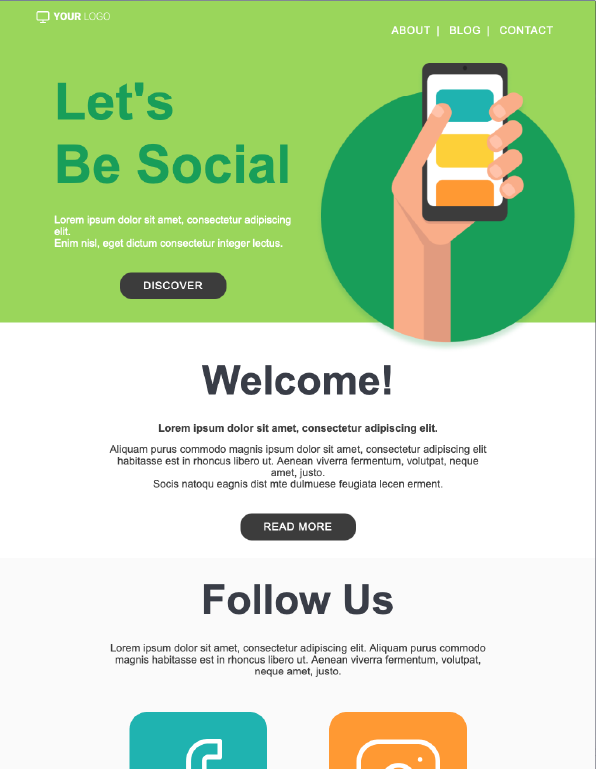 YOUR LOGO
ABOUT | BLOG | CONTACT
Let's
Be Social
Lorem ipsum dolor sit amet, consectetur adipiscing
elit.
Enim nisl, eget dictum consectetur integer lectus.
DISCOVER
Welcome!
Lorem ipsum dolor sit amet, consectetur adipiscing elit.
Aliquam purus commodo magnis ipsum dolor sit amet, consectetur adipiscing elit
habitasse est in rhoncus libero ut. Aenean viverra fermentum, volutpat, neque
amet, justo.
Socis natoqu eagnis dist mte dulmuese feugiata lecen erment.
READ MORE
Follow Us
Lorem ipsum dolor sit amet, consectetur adipiscing elit. Aliquam purus commodo
magnis habitasse est in rhoncus libero ut. Aenean viverra fermentum, volutpat,
neque amet, justo.